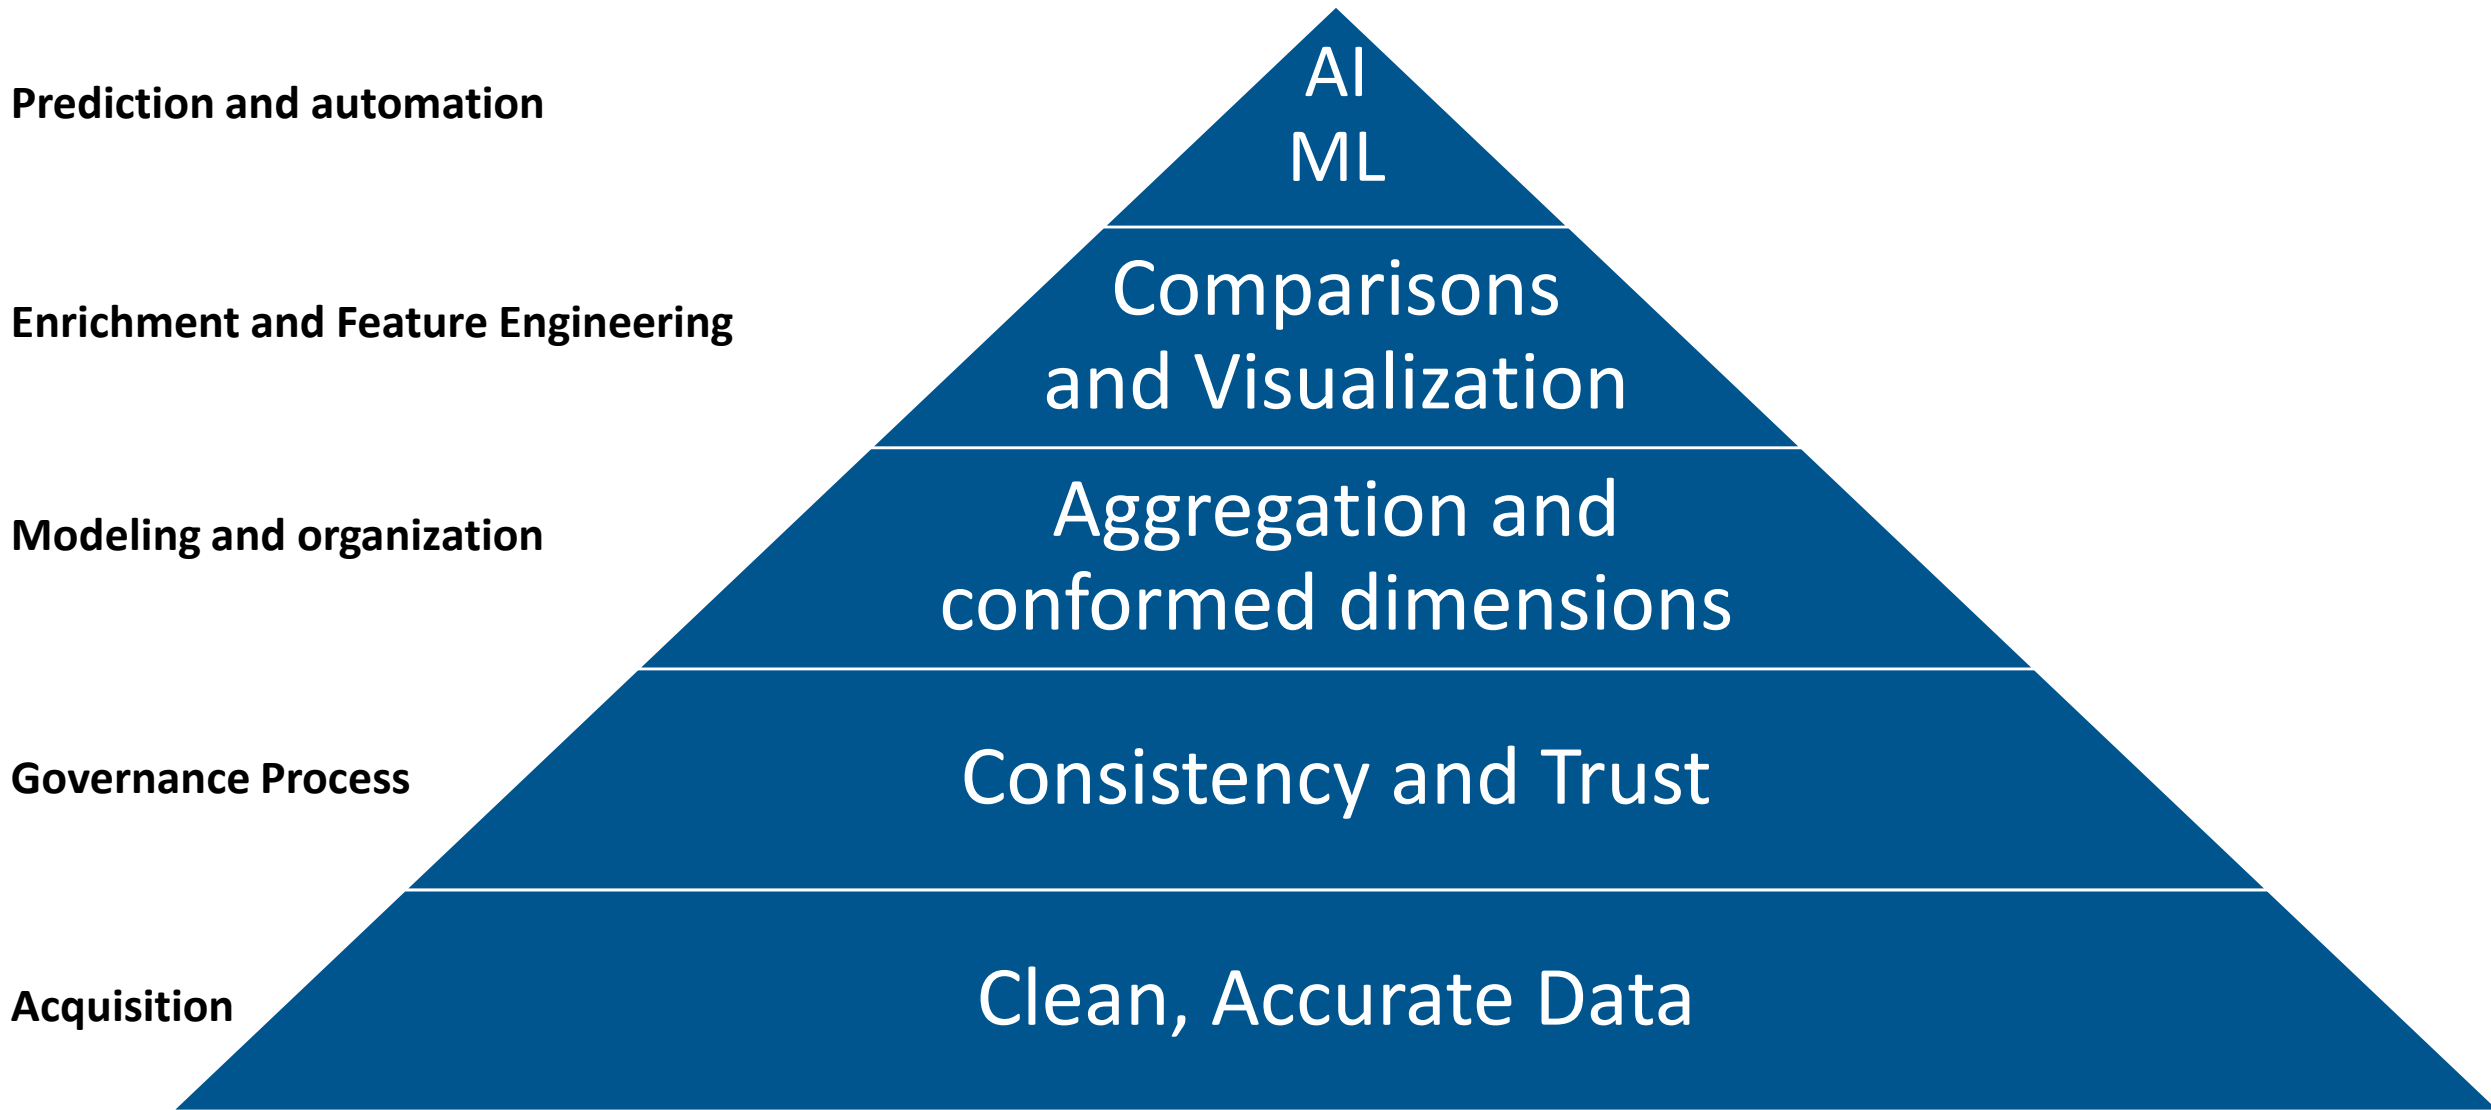 AI
ML
Prediction and automation
Comparisons
and Visualization
Enrichment and Feature Engineering
Aggregation and
conformed dimensions
Modeling and organization
Consistency and Trust
Governance Process
Clean, Accurate Data
Acquisition